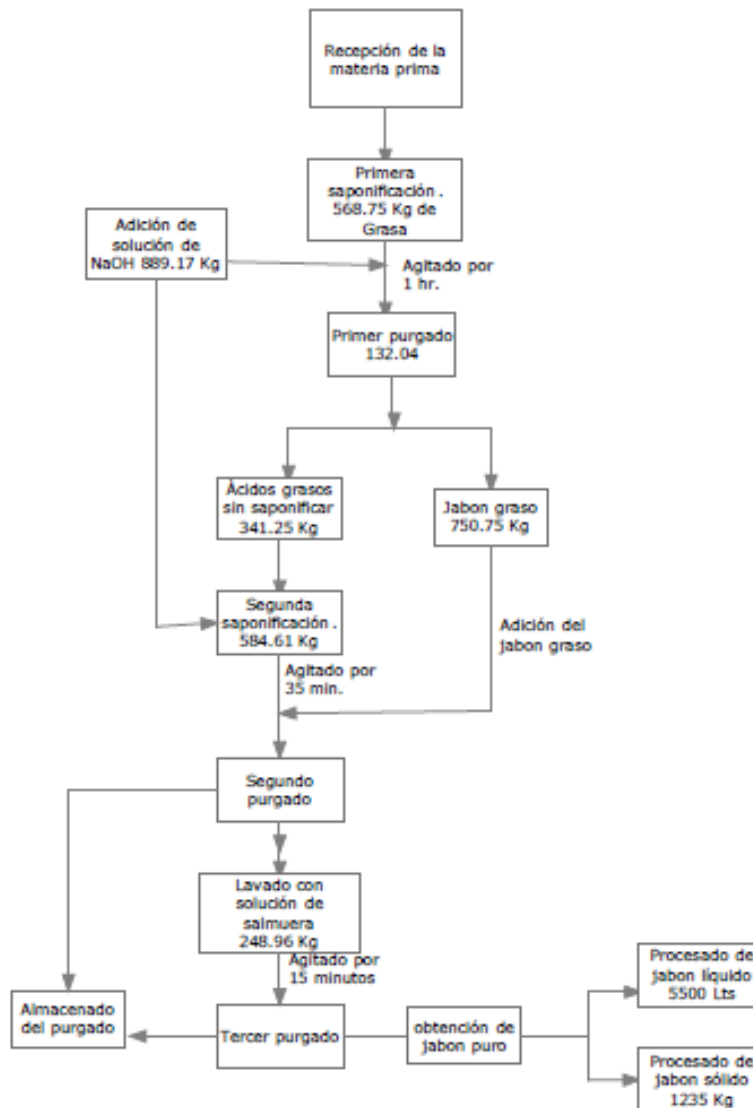 Recepción de la
materia prima
Primera
saponificación .
568.75 Kg de
Grasa
Adición de
solución de
NaOH 889.17 Kg
Agitado por
1 hr.
Primer purgado
132.04
Ácidos grasos
sin saponificar
341.25 Kg
Jabon graso
750.75 Kg
Segunda
saponificación .
584.61 Kg
Adición del
jabon graso
Agitado por
35 min.
Segundo
purgado
Lavado con
solución de
salmuera
248.96 Kg
Agitado por
15 minutos
Almacenado
del purgado
Tercer purgado
obtención de
jabon puro
Procesado de
jabon líquido
5500 Lts
Procesado de
jabon sólido
1235 Kg